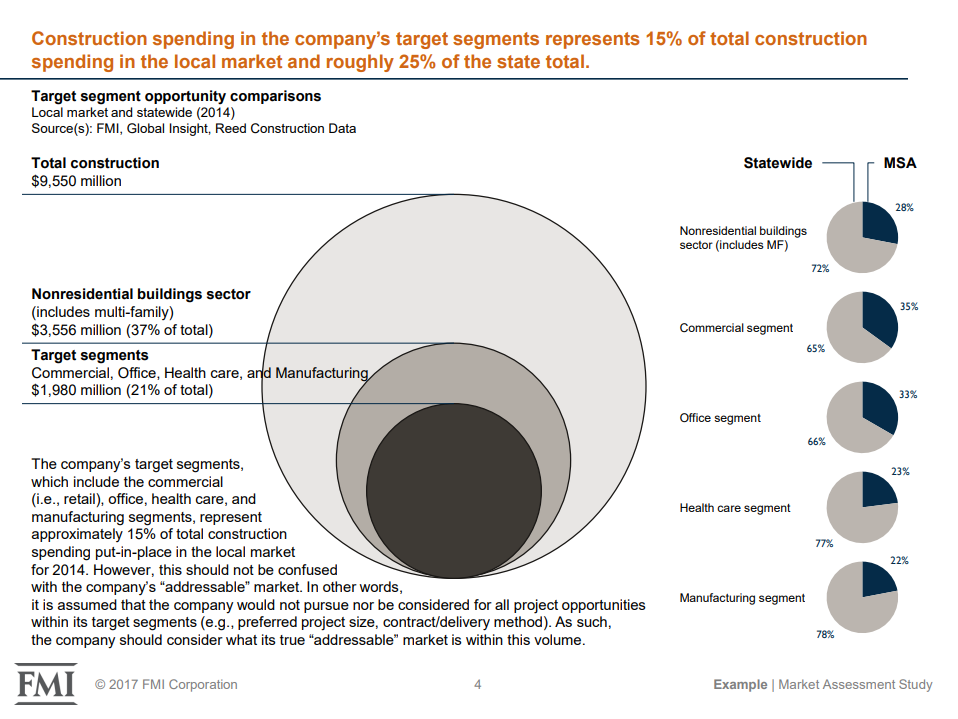 Construction spending in the company’s target segments represents 15% of total construction
spending in the local market and roughly 25% of the state total.
Target segment opportunity comparisons
Local market and statewide (2014)
Source(s): FMI, Global Insight, Reed Construction Data
Total construction
$9,550 million
Nonresidential buildings sector
(includes multi-family)
$3,556 million (37% of total)
Target segments
Commercial, Office, Health care, and Manufacturing
$1,980 million (21% of total)
The company’s target segments,
which include the commercial
(i.e., retail), office, health care, and
manufacturing segments, represent
approximately 15% of total construction
spending put-in-place in the local market
for 2014. However, this should not be confused
with the company’s “addressable” market. In other words,
it is assumed that the company would not pursue nor be considered for all project opportunities
within its target segments (e.g., preferred project size, contract/delivery method). As such,
the company should consider what its true “addressable” market is within this volume.
Statewide MSA
28%
Nonresidential buildings
sector (includes MF)
72%
35%
Commercial segment
65%
33%
Office segment
66%
23%
Health care segment
77%
22%
Manufacturing segment
78%
FMI
© 2017 FMI Corporation
4
Example | Market Assessment Study